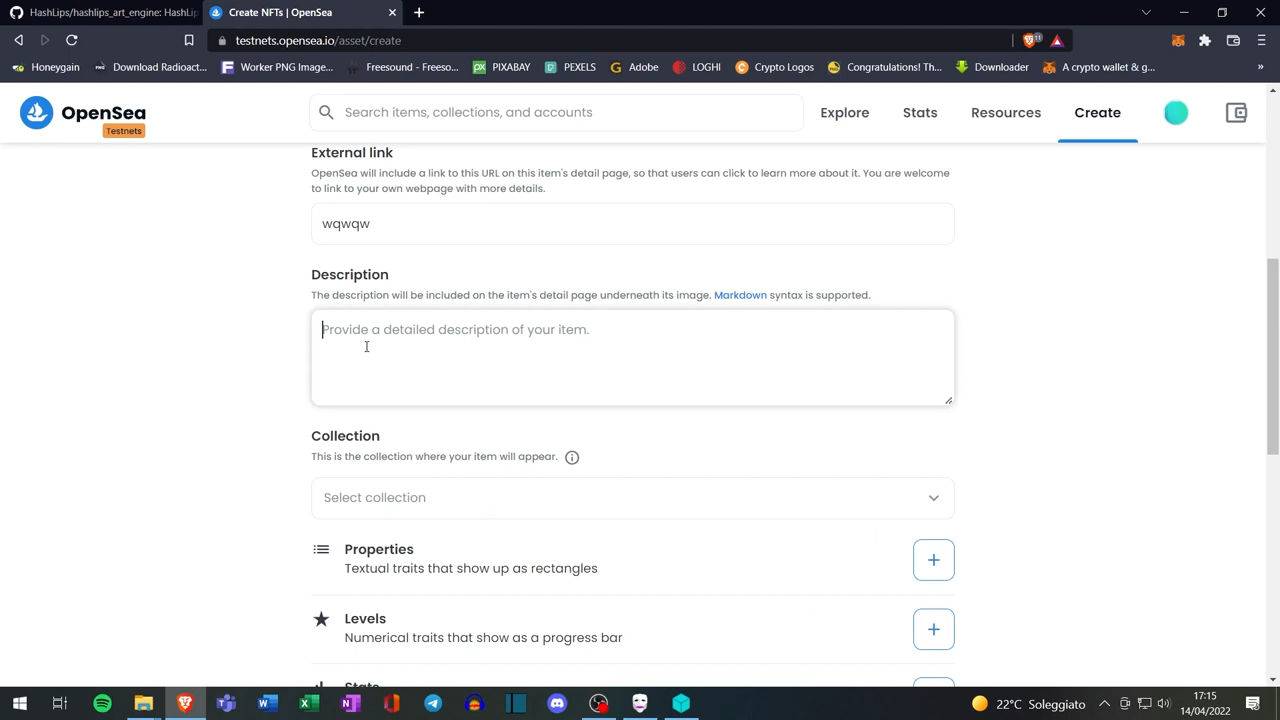 HashLips/hashlips_art_engine: HashLip
Create NFTs | OpenSea
testnets.opensea.io/asset/create
11
Honeygain
Download Radioact...
Worker PNG Image...
Freesound - Freeso...
PIXABAY
PEXELS
Adobe
LOGHI
Crypto Logos
Congratulations! Th...
Downloader
A crypto wallet & g...
»
OpenSea
Testnets
Search items, collections, and accounts
Explore
Stats
Resources
Create
External link
OpenSea will include a link to this URL on this item's detail page, so that users can click to learn more about it. You are welcome
to link to your own webpage with more details.
wqwqw
Description
The description will be included on the item's detail page underneath its image. Markdown syntax is supported.
Provide a detailed description of your item.
Collection
This is the collection where your item will appear.
Select collection
Properties
Textual traits that show up as rectangles
Levels
Numerical traits that show as a progress bar
Stats
22°C Soleggiato
17:15
14/04/2022